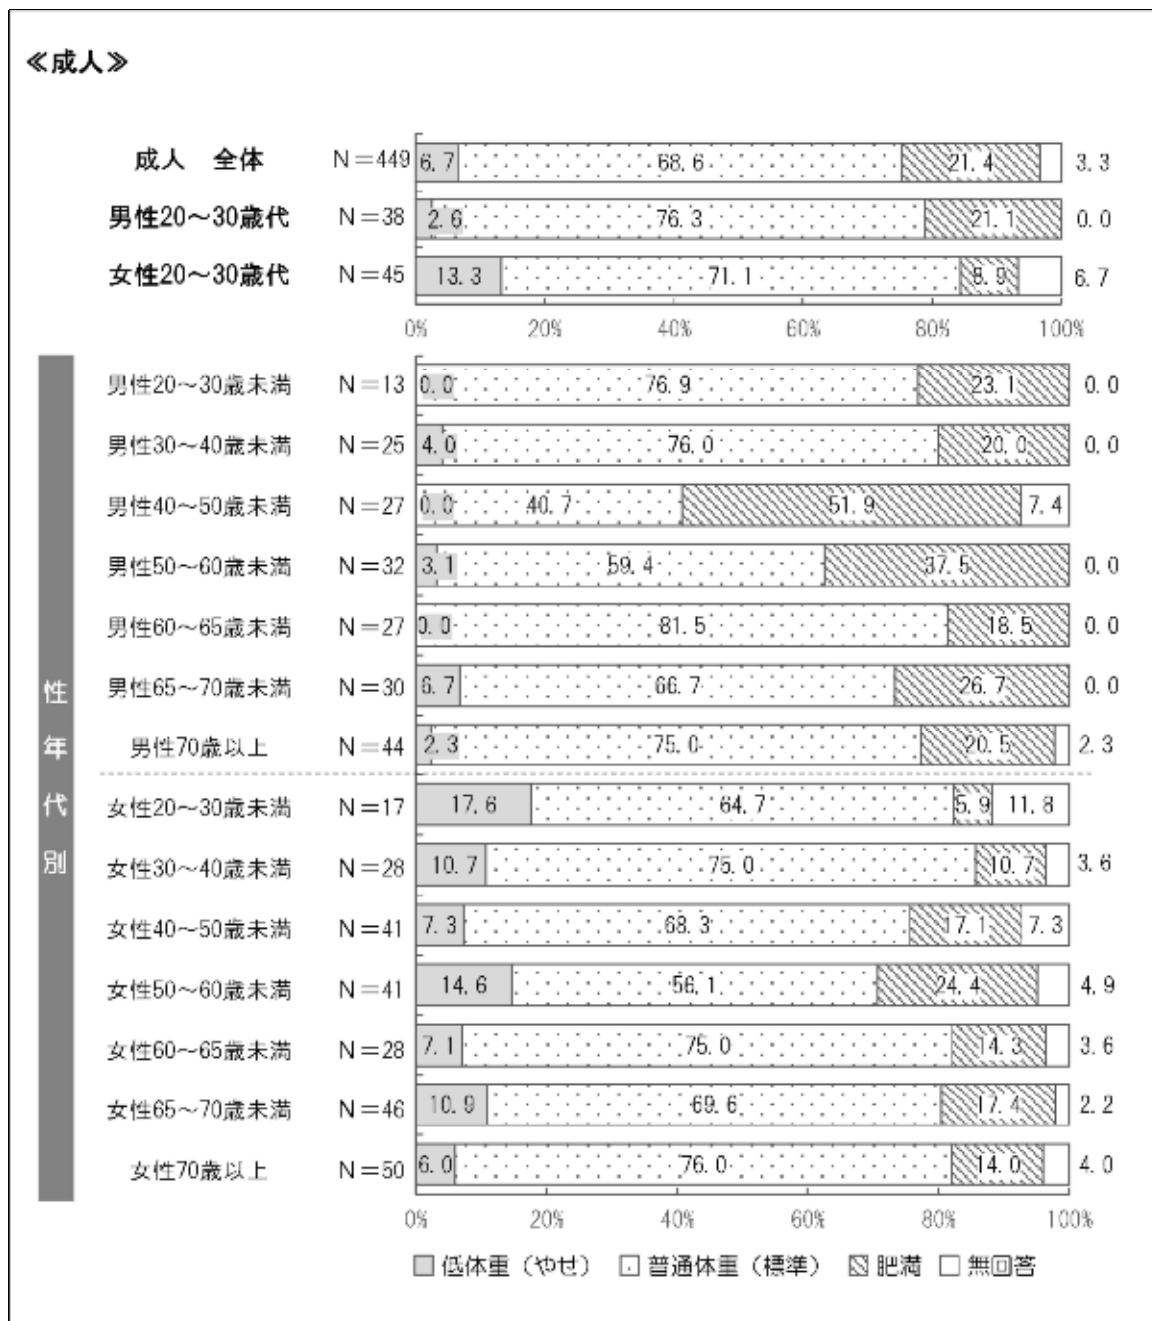 ≪成人≫
成人 全体 N=449 6.7 68.6 21.4 3.3
男性20～30歳代 N=38 2.6 76.3 21.1 0.0
女性20～30歳代 N=45 13.3 71.1 8.9 6.7
0% 20% 40% 60% 80% 100%
性年代別
男性20～30歳未満 N=13 0.0 76.9 23.1 0.0
男性30～40歳未満 N=25 4.0 76.0 20.0 0.0
男性40～50歳未満 N=27 0.0 40.7 51.9 7.4
男性50～60歳未満 N=32 3.1 59.4 37.5 0.0
男性60～65歳未満 N=27 0.0 81.5 18.5 0.0
男性65～70歳未満 N=30 6.7 66.7 26.7 0.0
男性70歳以上 N=44 2.3 75.0 20.5 2.3
女性20～30歳未満 N=17 17.6 64.7 5.9 11.8
女性30～40歳未満 N=28 10.7 75.0 10.7 3.6
女性40～50歳未満 N=41 7.3 68.3 17.1 7.3
女性50～60歳未満 N=41 14.6 56.1 24.4 4.9
女性60～65歳未満 N=28 7.1 75.0 14.3 3.6
女性65～70歳未満 N=46 10.9 69.6 17.4 2.2
女性70歳以上 N=50 6.0 76.0 14.0 4.0
0% 20% 40% 60% 80% 100%
低体重（やせ） 普通体重（標準） 肥満 無回答